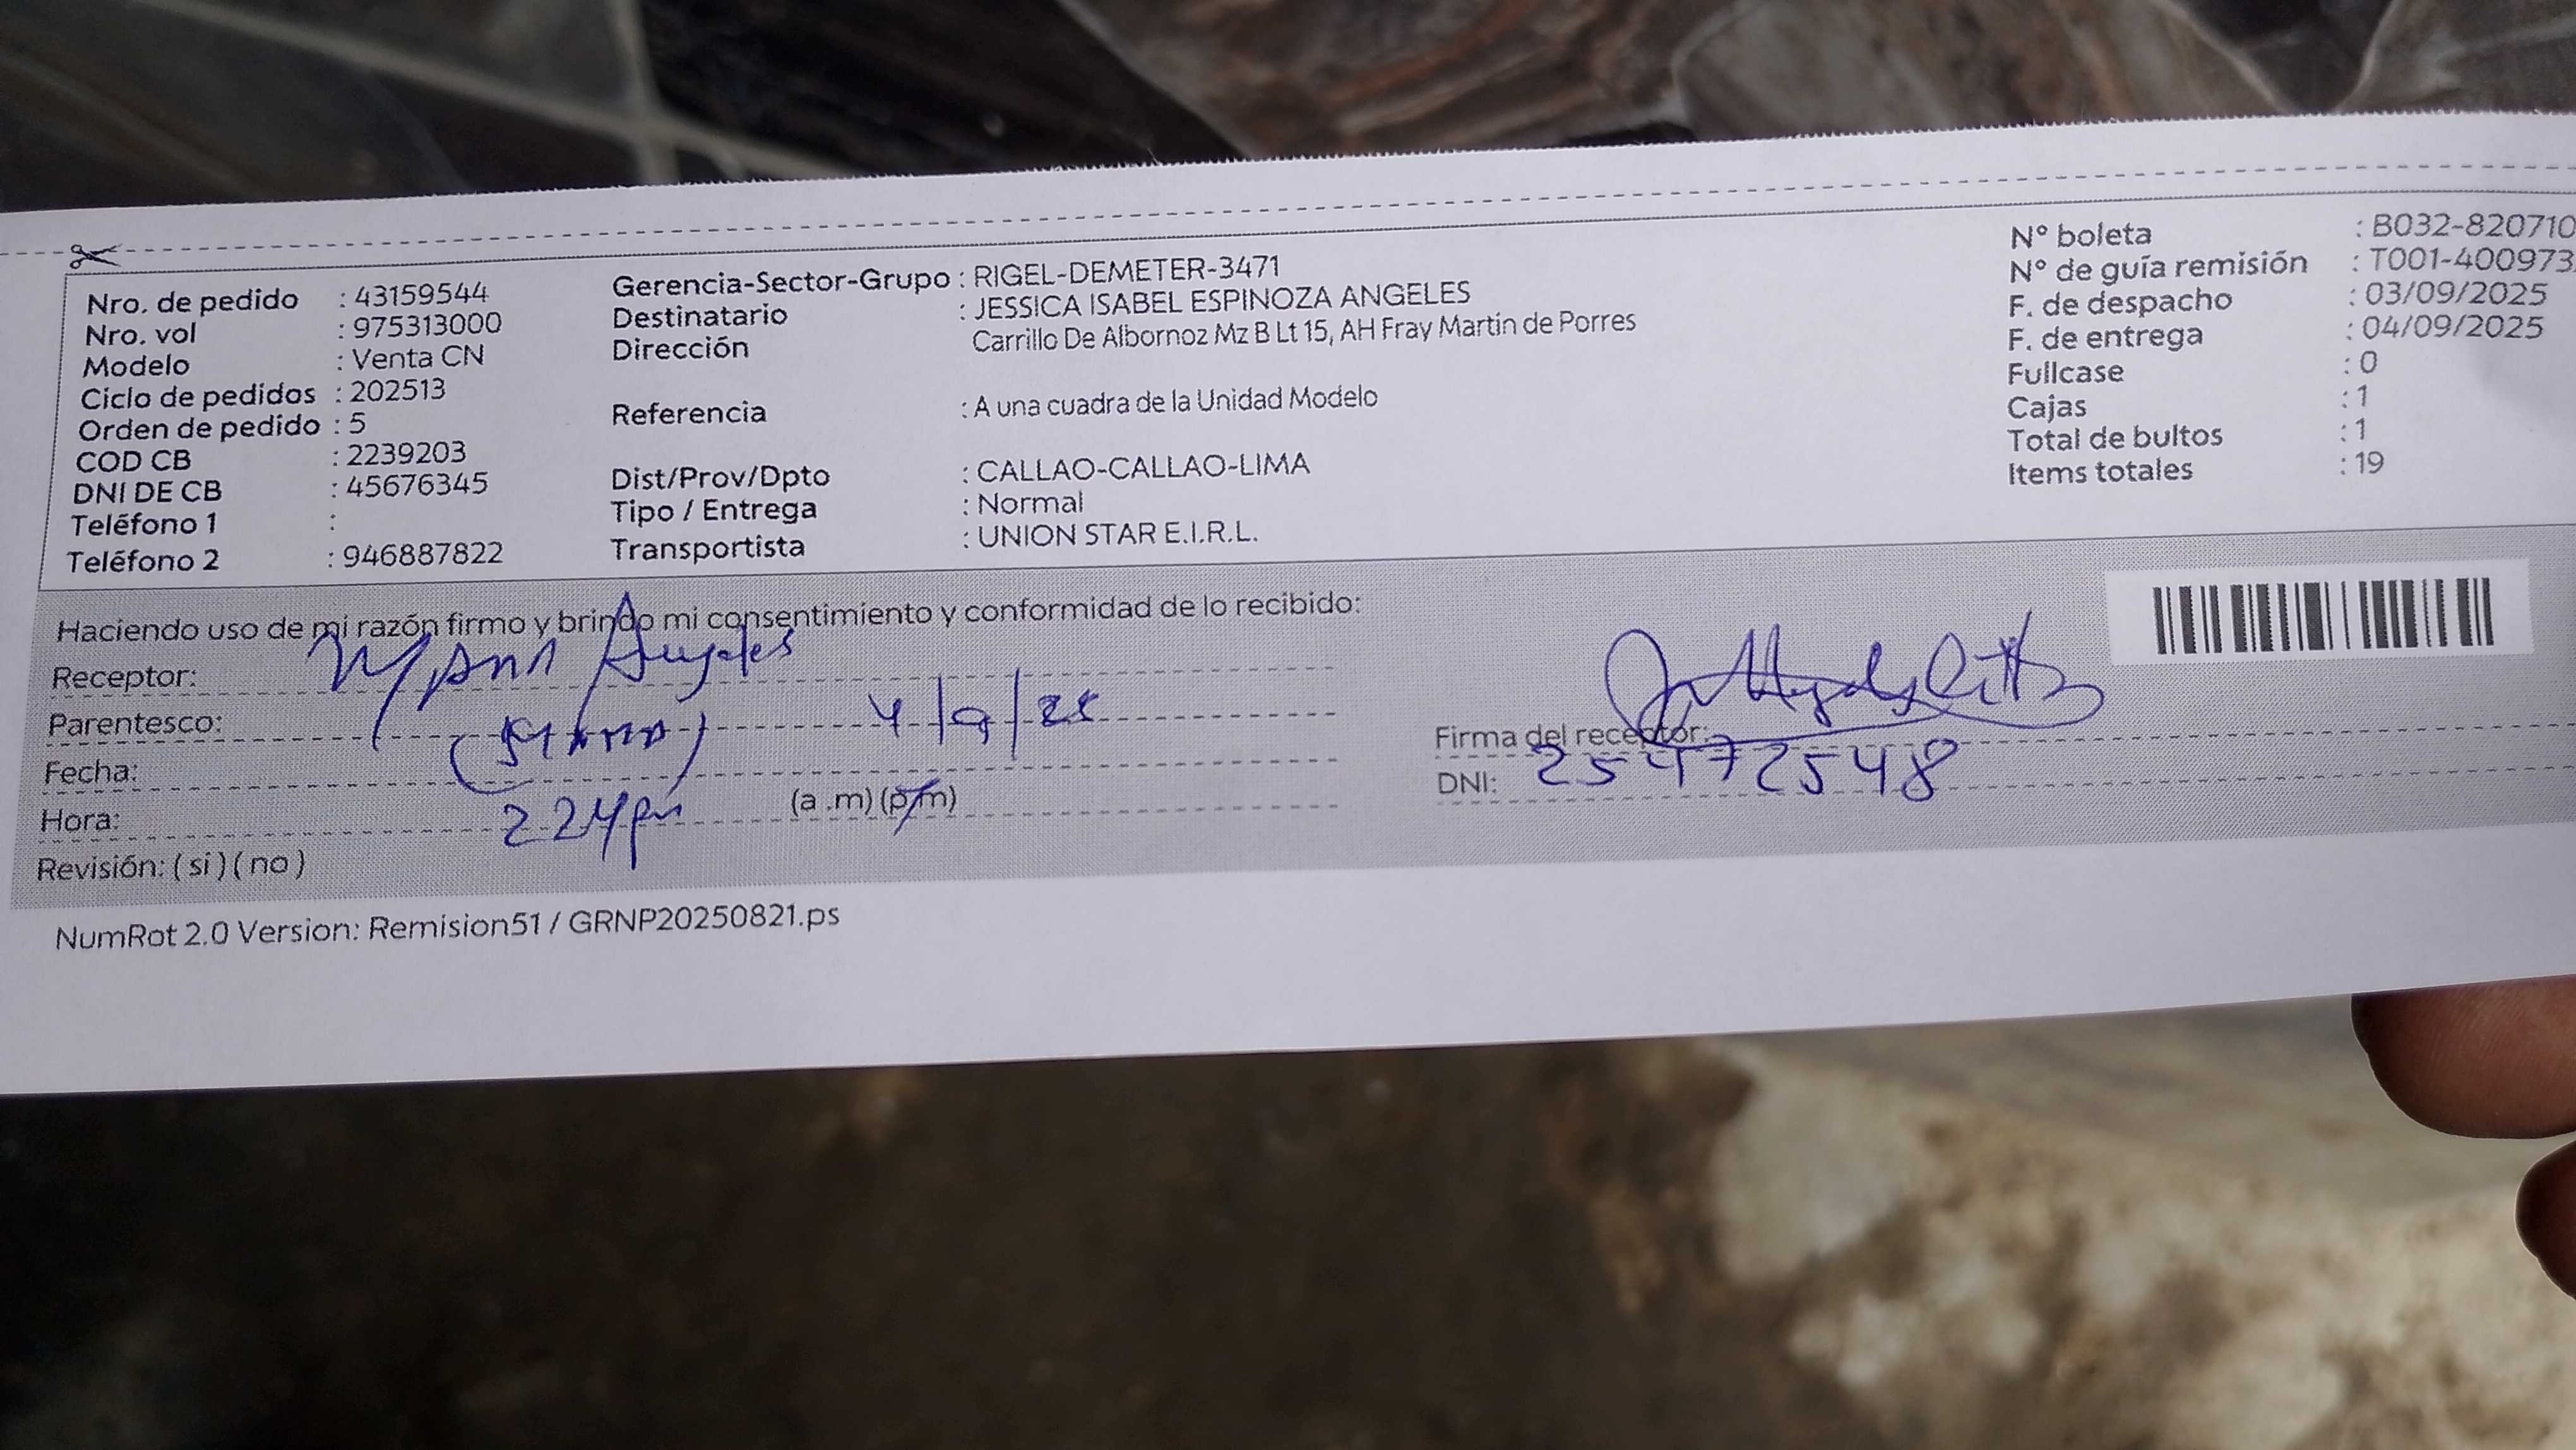 Nro. de pedido : 43159544
Nro. vol : 975313000
Modelo : Venta CN
Ciclo de pedidos : 202513
Orden de pedido : 5
COD CB : 2239203
DNI DE CB : 45676345
Teléfono 1 :
Teléfono 2 : 946887822
Gerencia-Sector-Grupo : RIGEL-DEMETER-3471
Destinatario : JESSICA ISABEL ESPINOZA ANGELES
Dirección Carrillo De Albornoz Mz B Lt 15, AH Fray Martin de Porres
Referencia : A una cuadra de la Unidad Modelo
Dist/Prov/Dpto : CALLAO-CALLAO-LIMA
Tipo / Entrega : Normal
Transportista : UNION STAR E.I.R.L.
N° boleta : B032-820710
N° de guía remisión : T001-400973
F. de despacho : 03/09/2025
F. de entrega : 04/09/2025
Fullcase : 0
Cajas : 1
Total de bultos : 1
Items totales : 19
Haciendo uso de mi razón firmo y brindo mi consentimiento y conformidad de lo recibido:
Receptor: Angeles
Parentesco:
Fecha: 4/9/25
Hora: 224pm (a .m) (p/m)
Revisión: ( si ) ( no )
Firma del receptor:
DNI: 254772548
NumRot 2.0 Version: Remision51 / GRNP20250821.ps